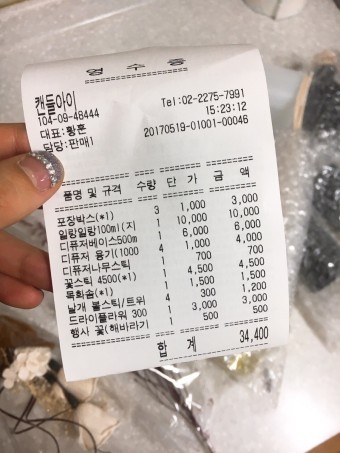 영 수 증
캔들아이
104-09-48444 Tel:02-2275-7991
대표:황훈 15:23:12
담당:판매1 20170519-01001-00046
품명 및 규격 수량 단 가 금 액
포장박스(*1) 3 1,000 3,000
일랑일랑100ml(지 1 10,000 10,000
디퓨저베이스500m 1 6,000 6,000
디퓨저 용기(1000 4 1,000 4,000
디퓨저나무스틱 1 700 700
꽃스틱 4500(*1) 1 4,500 4,500
목화솔(*1) 1 1,500 1,500
날개 볼스틱/트위 4 300 1,200
드라이플라워 300 1 3,000 3,000
행사 꽃(해바라기 1 500 500
합 계 34,400